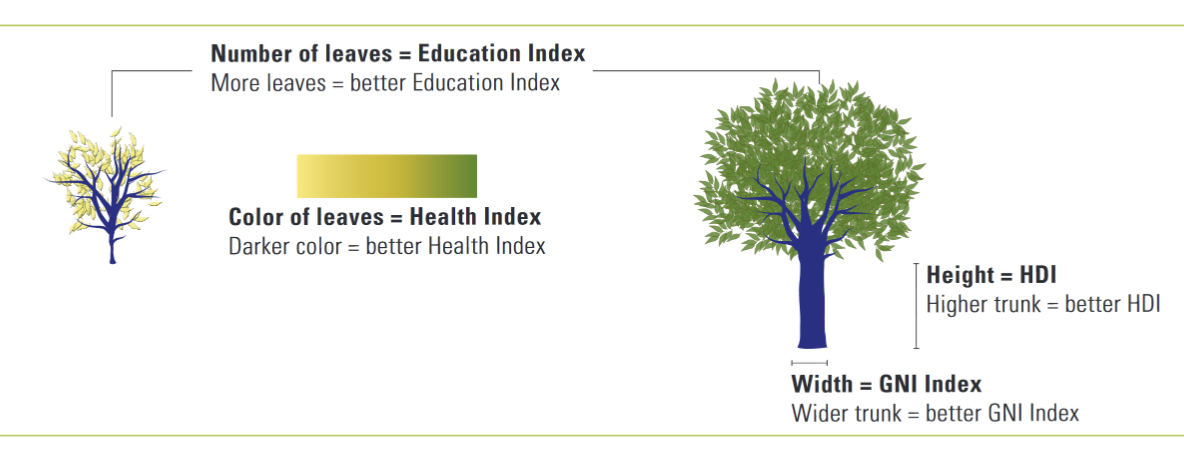 Number of leaves = Education Index
More leaves = better Education Index
Color of leaves = Health Index
Darker color = better Health Index
Height = HDI
Higher trunk = better HDI
Width = GNI Index
Wider trunk = better GNI Index